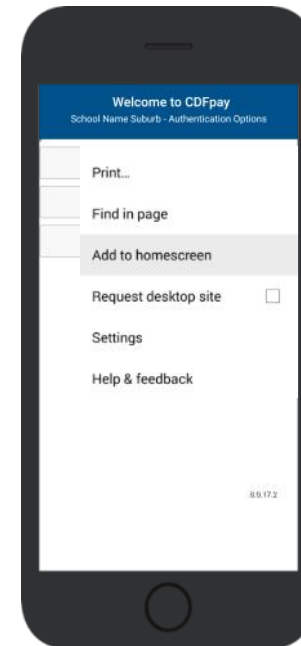 Welcome to CDFpay
School Name Suburb - Authentication Options
Print...
Find in page
Add to homescreen
Request desktop site
Settings
Help & feedback
8.9.17.2